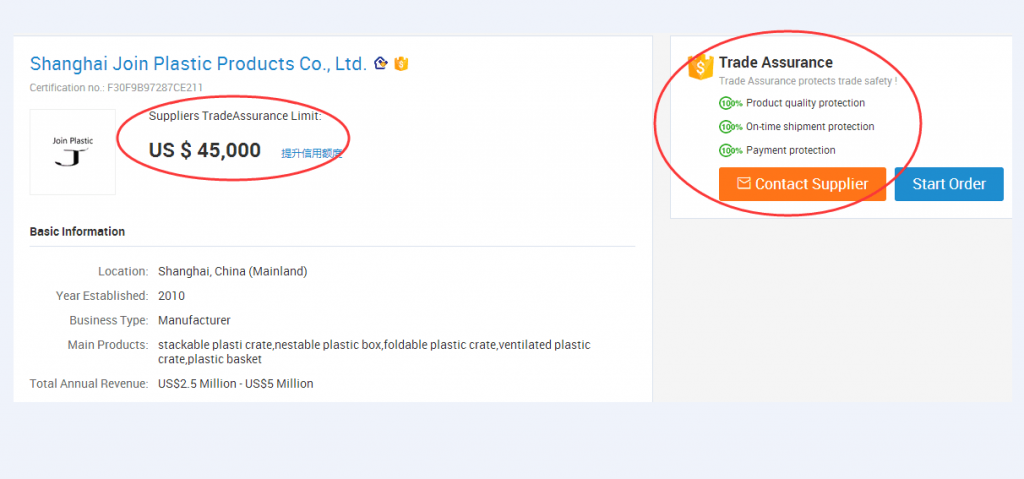 Shanghai Join Plastic Products Co., Ltd.
Certification no.: F30F9B97287CE211
Join Plastic
J
Suppliers TradeAssurance Limit:
US $ 45,000 提升信用额度
Basic Information
Location: Shanghai, China (Mainland)
Year Established: 2010
Business Type: Manufacturer
Main Products: stackable plasti crate,nestable plastic box,foldable plastic crate,ventilated plastic
crate,plastic basket
Total Annual Revenue: US$2.5 Million - US$5 Million
$ Trade Assurance
Trade Assurance protects trade safety !
100% Product quality protection
100% On-time shipment protection
100% Payment protection
Contact Supplier Start Order